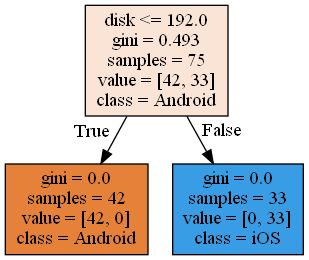 disk <= 192.0
gini = 0.493
samples = 75
value = [42, 33]
class = Android
True
False
gini = 0.0
samples = 42
value = [42, 0]
class = Android
gini = 0.0
samples = 33
value = [0, 33]
class = iOS